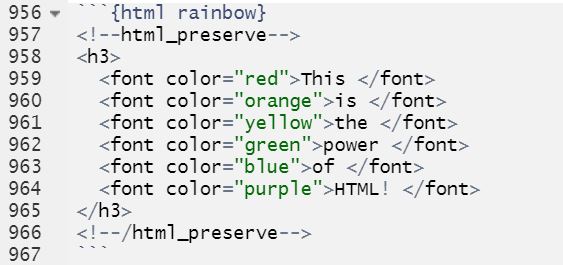 956 ```{html rainbow}
957 <!--html_preserve-->
958 <h3>
959   <font color="red">This </font>
960   <font color="orange">is </font>
961   <font color="yellow">the </font>
962   <font color="green">power </font>
963   <font color="blue">of </font>
964   <font color="purple">HTML! </font>
965 </h3>
966 <!--/html_preserve-->
967 ```